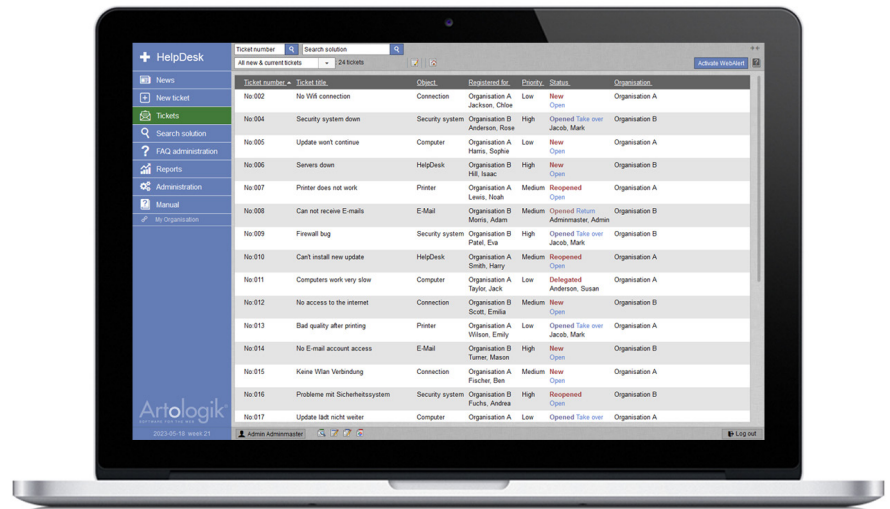 HelpDesk
News
New ticket
Tickets
Search solution
FAQ administration
Reports
Administration
Manual
My Organisation
Artologik
SOFTWARE FOR THE WEB
2023-05-19 week:21
Ticket number Search solution
All new & current tickets 24 tickets Activate WebAlert
Ticket number Ticket title Object Registered for Priority Status Organisation
No:002 No Wifi connection Connection Organisation A Low New Organisation A
Jackson, Chloe Open
No:004 Security system down Security system Organisation B High Opened Take over Organisation B
Anderson, Rose Jacob, Mark
No:005 Update won't continue Computer Organisation A Low New Organisation A
Harris, Sophie Open
No:006 Servers down HelpDesk Organisation B High New Organisation B
Hill, Isaac Open
No:007 Printer does not work Printer Organisation A Medium Reopened Organisation A
Lewis, Noah Open
No:008 Can not receive E-mails E-Mail Organisation B Medium Opened Return Organisation B
Morris, Adam Adminmaster, Admin
No:009 Firewall bug Security system Organisation B High Opened Take over Organisation B
Patel, Eva Jacob, Mark
No:010 Can't install new update HelpDesk Organisation A Medium Reopened Organisation A
Smith, Harry Open
No:011 Computers work very slow Computer Organisation A Low Delegated Organisation A
Taylor, Jack Anderson, Susan
No:012 No access to the internet Connection Organisation B Medium New Organisation B
Scott, Emilia Open
No:013 Bad quality after printing Printer Organisation A Low Opened Take over Organisation A
Wilson, Emily Jacob, Mark
No:014 No E-mail account access E-Mail Organisation B High New Organisation B
Turner, Mason Open
No:015 Keine Wlan Verbindung Connection Organisation A Medium New Organisation A
Fischer, Ben Open
No:016 Probleme mit Sicherheitssystem Security system Organisation B High Reopened Organisation B
Fuchs, Andrea Open
No:017 Update lädt nicht weiter Computer Organisation A Low Opened Take over Organisation A
Admin Adminmaster Log out